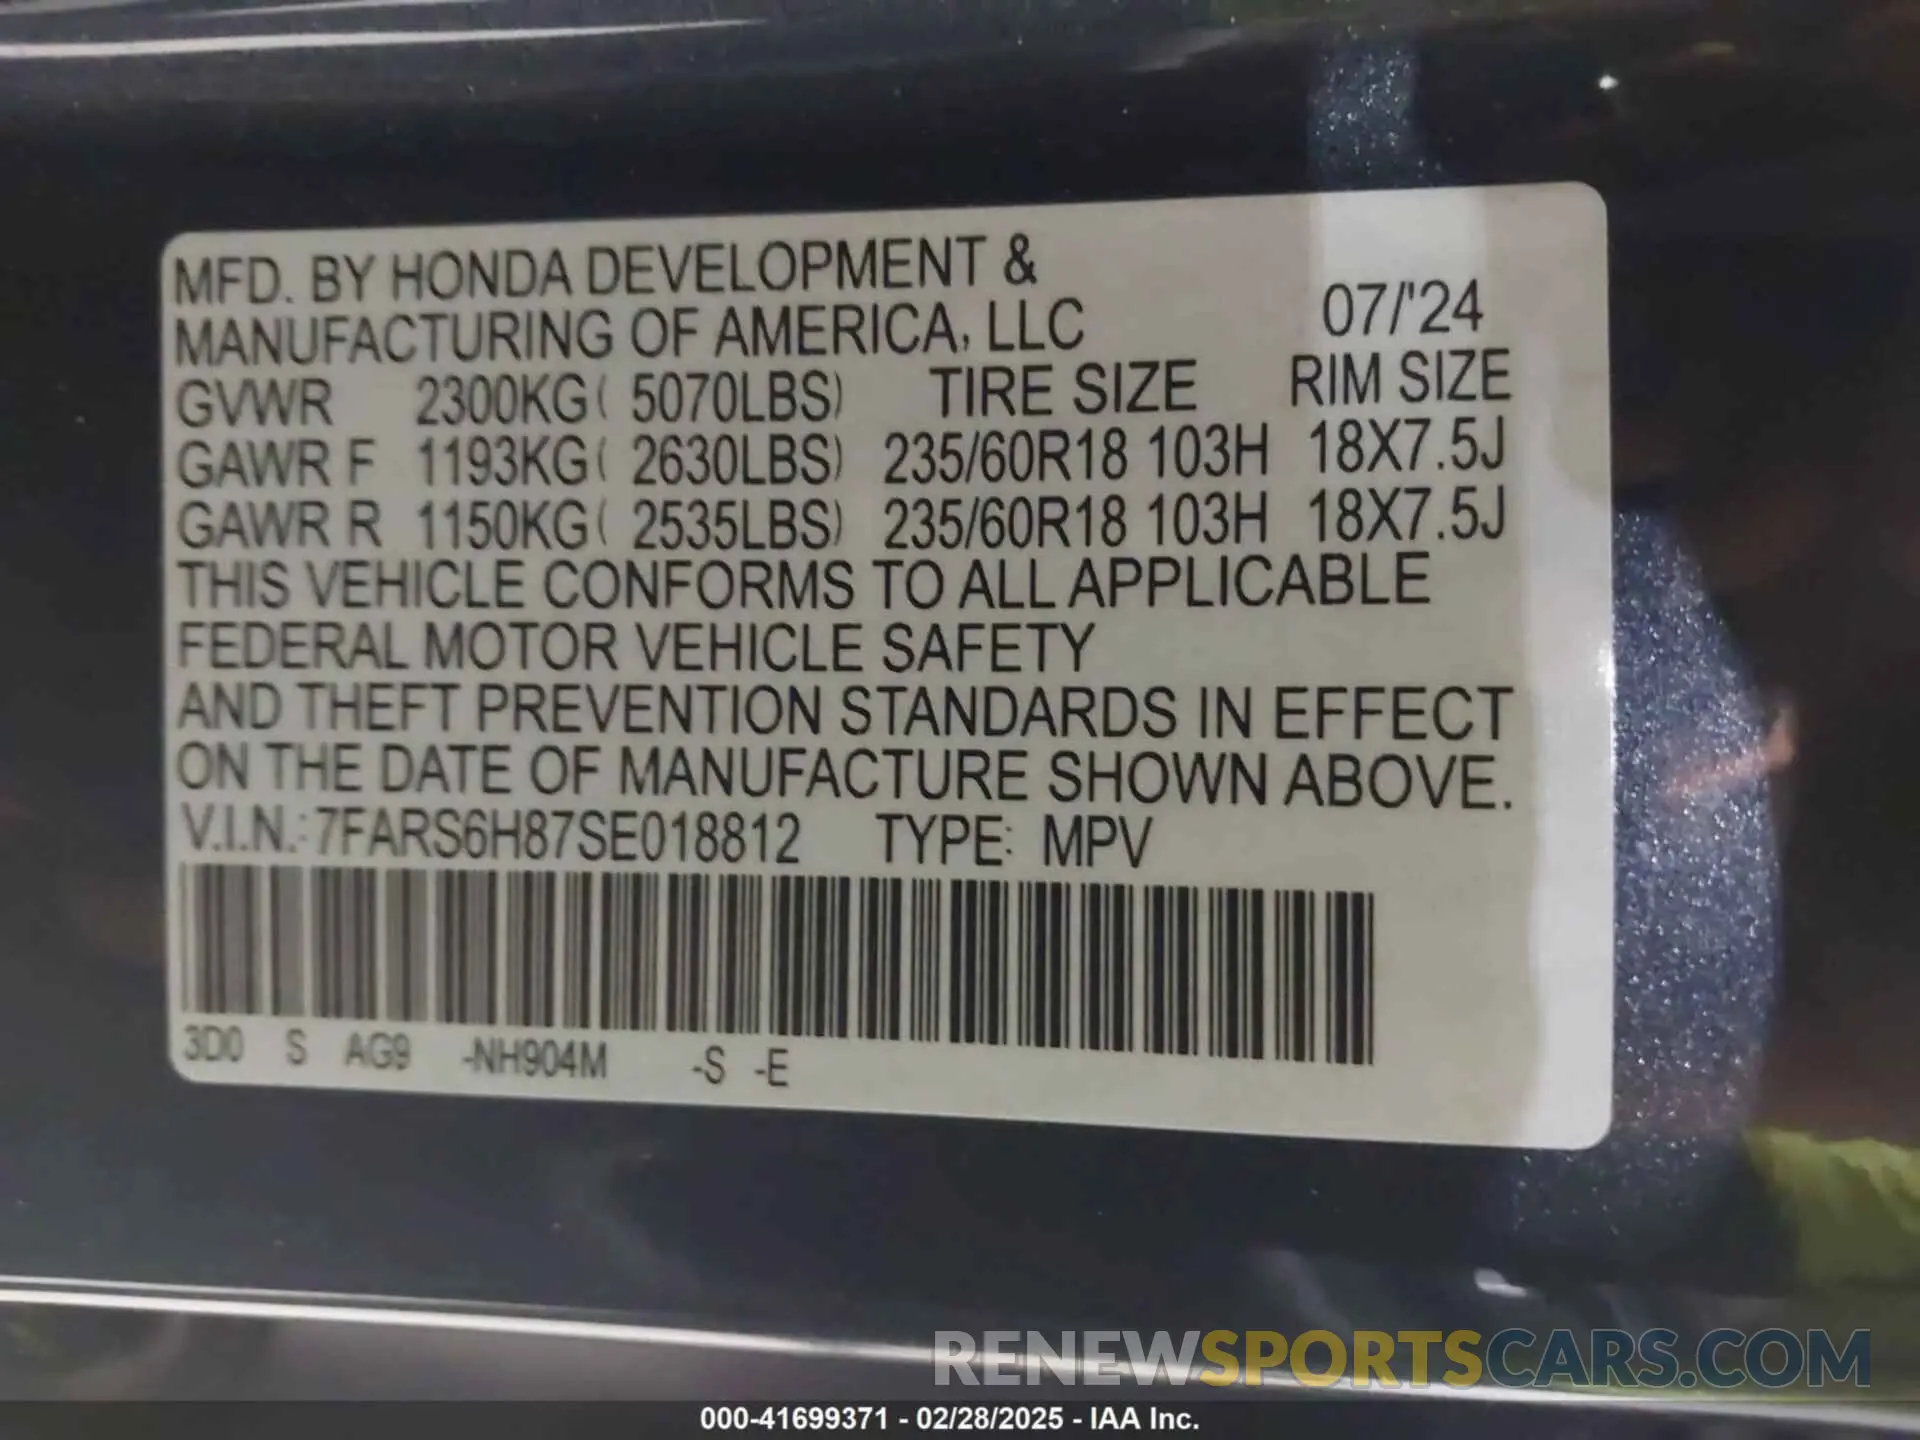 MFD. BY HONDA DEVELOPMENT &
MANUFACTURING OF AMERICA, LLC 07/'24
GVWR 2300KG( 5070LBS) TIRE SIZE RIM SIZE
GAWR F 1193KG( 2630LBS) 235/60R18 103H 18X7.5J
GAWR R 1150KG( 2535LBS) 235/60R18 103H 18X7.5J
THIS VEHICLE CONFORMS TO ALL APPLICABLE
FEDERAL MOTOR VEHICLE SAFETY
AND THEFT PREVENTION STANDARDS IN EFFECT
ON THE DATE OF MANUFACTURE SHOWN ABOVE.
V.I.N.: 7FARS6H87SE018812 TYPE: MPV
3D0 S AG9 -NH904M -S -E
RENEWSPORTSCARS.COM
000-41699371 - 02/28/2025 - IAA Inc.